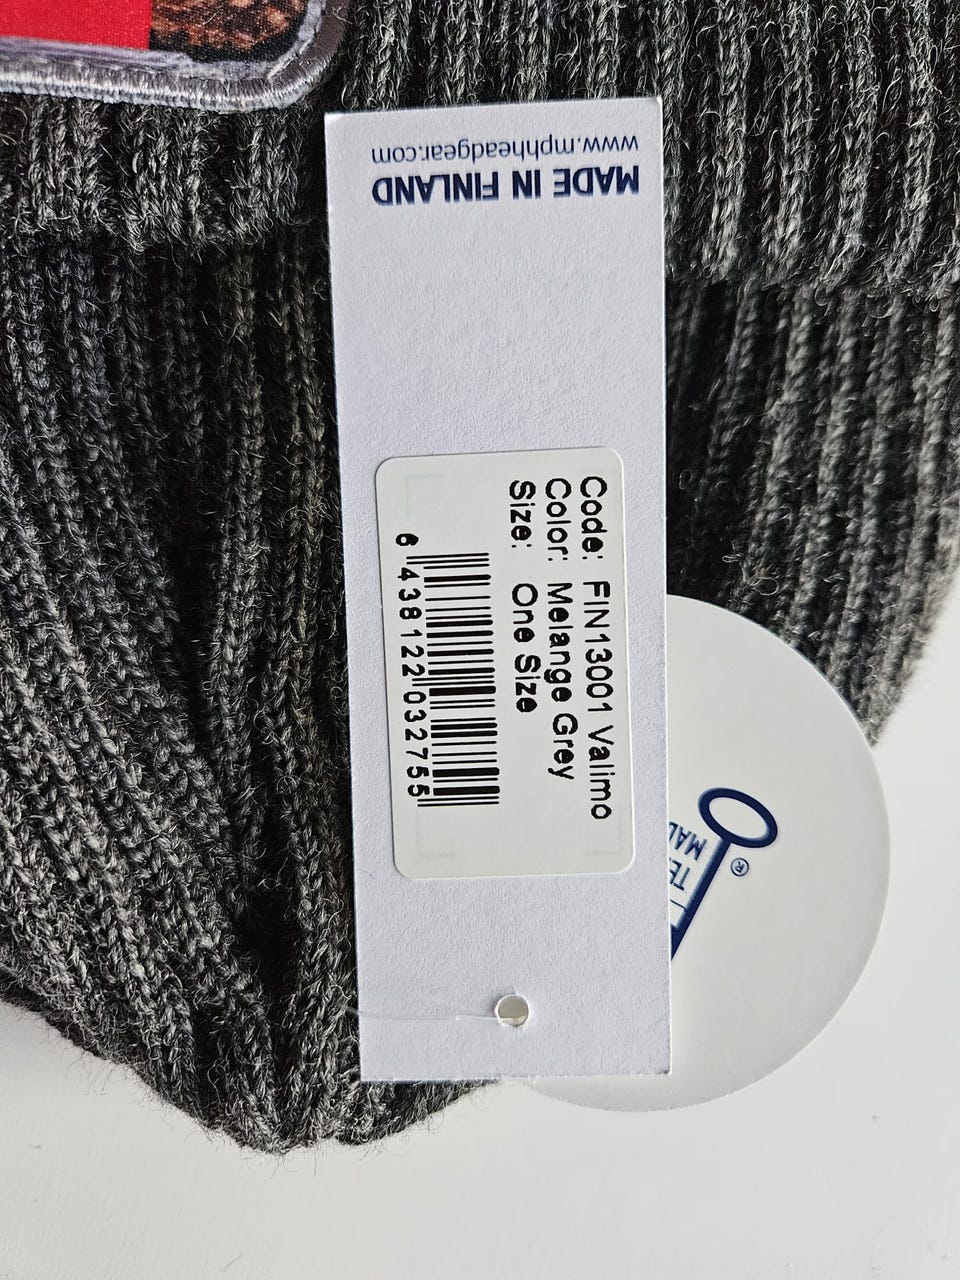 www.mphheadgear.com
MADE IN FINLAND
Code: FIN13001 Valimo
Color: Melange Grey
Size: One Size
6 438122 032755
®